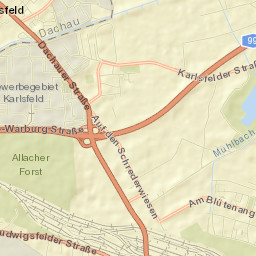 sfeld
Dachau
99
Dachauer Straße
Karlsfelder Straße
werbegebiet
Karlsfeld
-Warburg-Straße
Auf den Schrederwiesen
Mühlbach
Allacher
Forst
Am Blütenang
udwigsfelder Straße